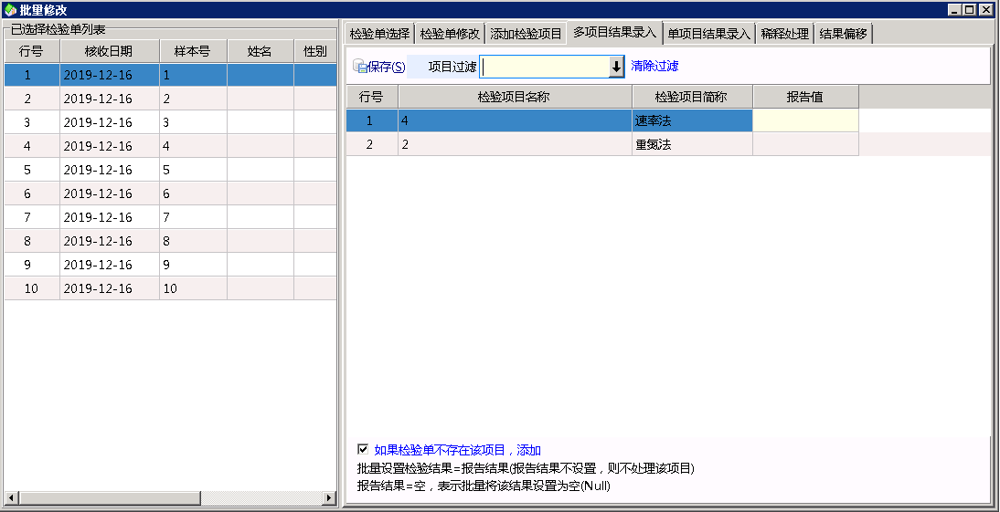 批量修改
已选择检验单列表
行号 核收日期 样本号 姓名 性别
1 2019-12-16 1
2 2019-12-16 2
3 2019-12-16 3
4 2019-12-16 4
5 2019-12-16 5
6 2019-12-16 6
7 2019-12-16 7
8 2019-12-16 8
9 2019-12-16 9
10 2019-12-16 10
检验单选择 检验单修改 添加检验项目 多项目结果录入 单项目结果录入 稀释处理 结果偏移
保存(S) 项目过滤 清除过滤
行号 检验项目名称 检验项目简称 报告值
1 4 速率法
2 2 重氮法
如果检验单不存在该项目，添加
批量设置检验结果=报告结果(报告结果不设置，则不处理该项目)
报告结果=空，表示批量将该结果设置为空(Null)